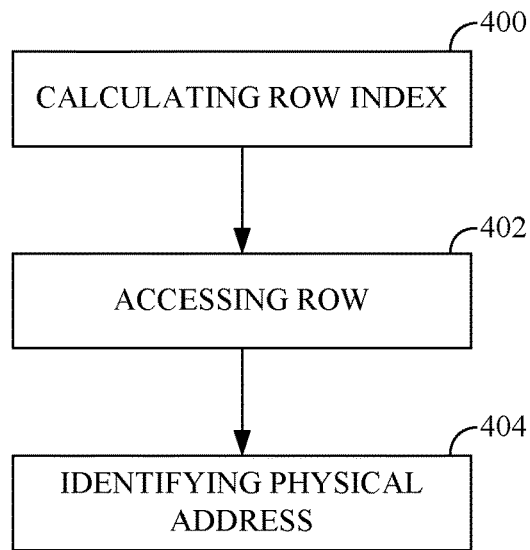 400
CALCULATING ROW INDEX
402
ACCESSING ROW
404
IDENTIFYING PHYSICAL
ADDRESS